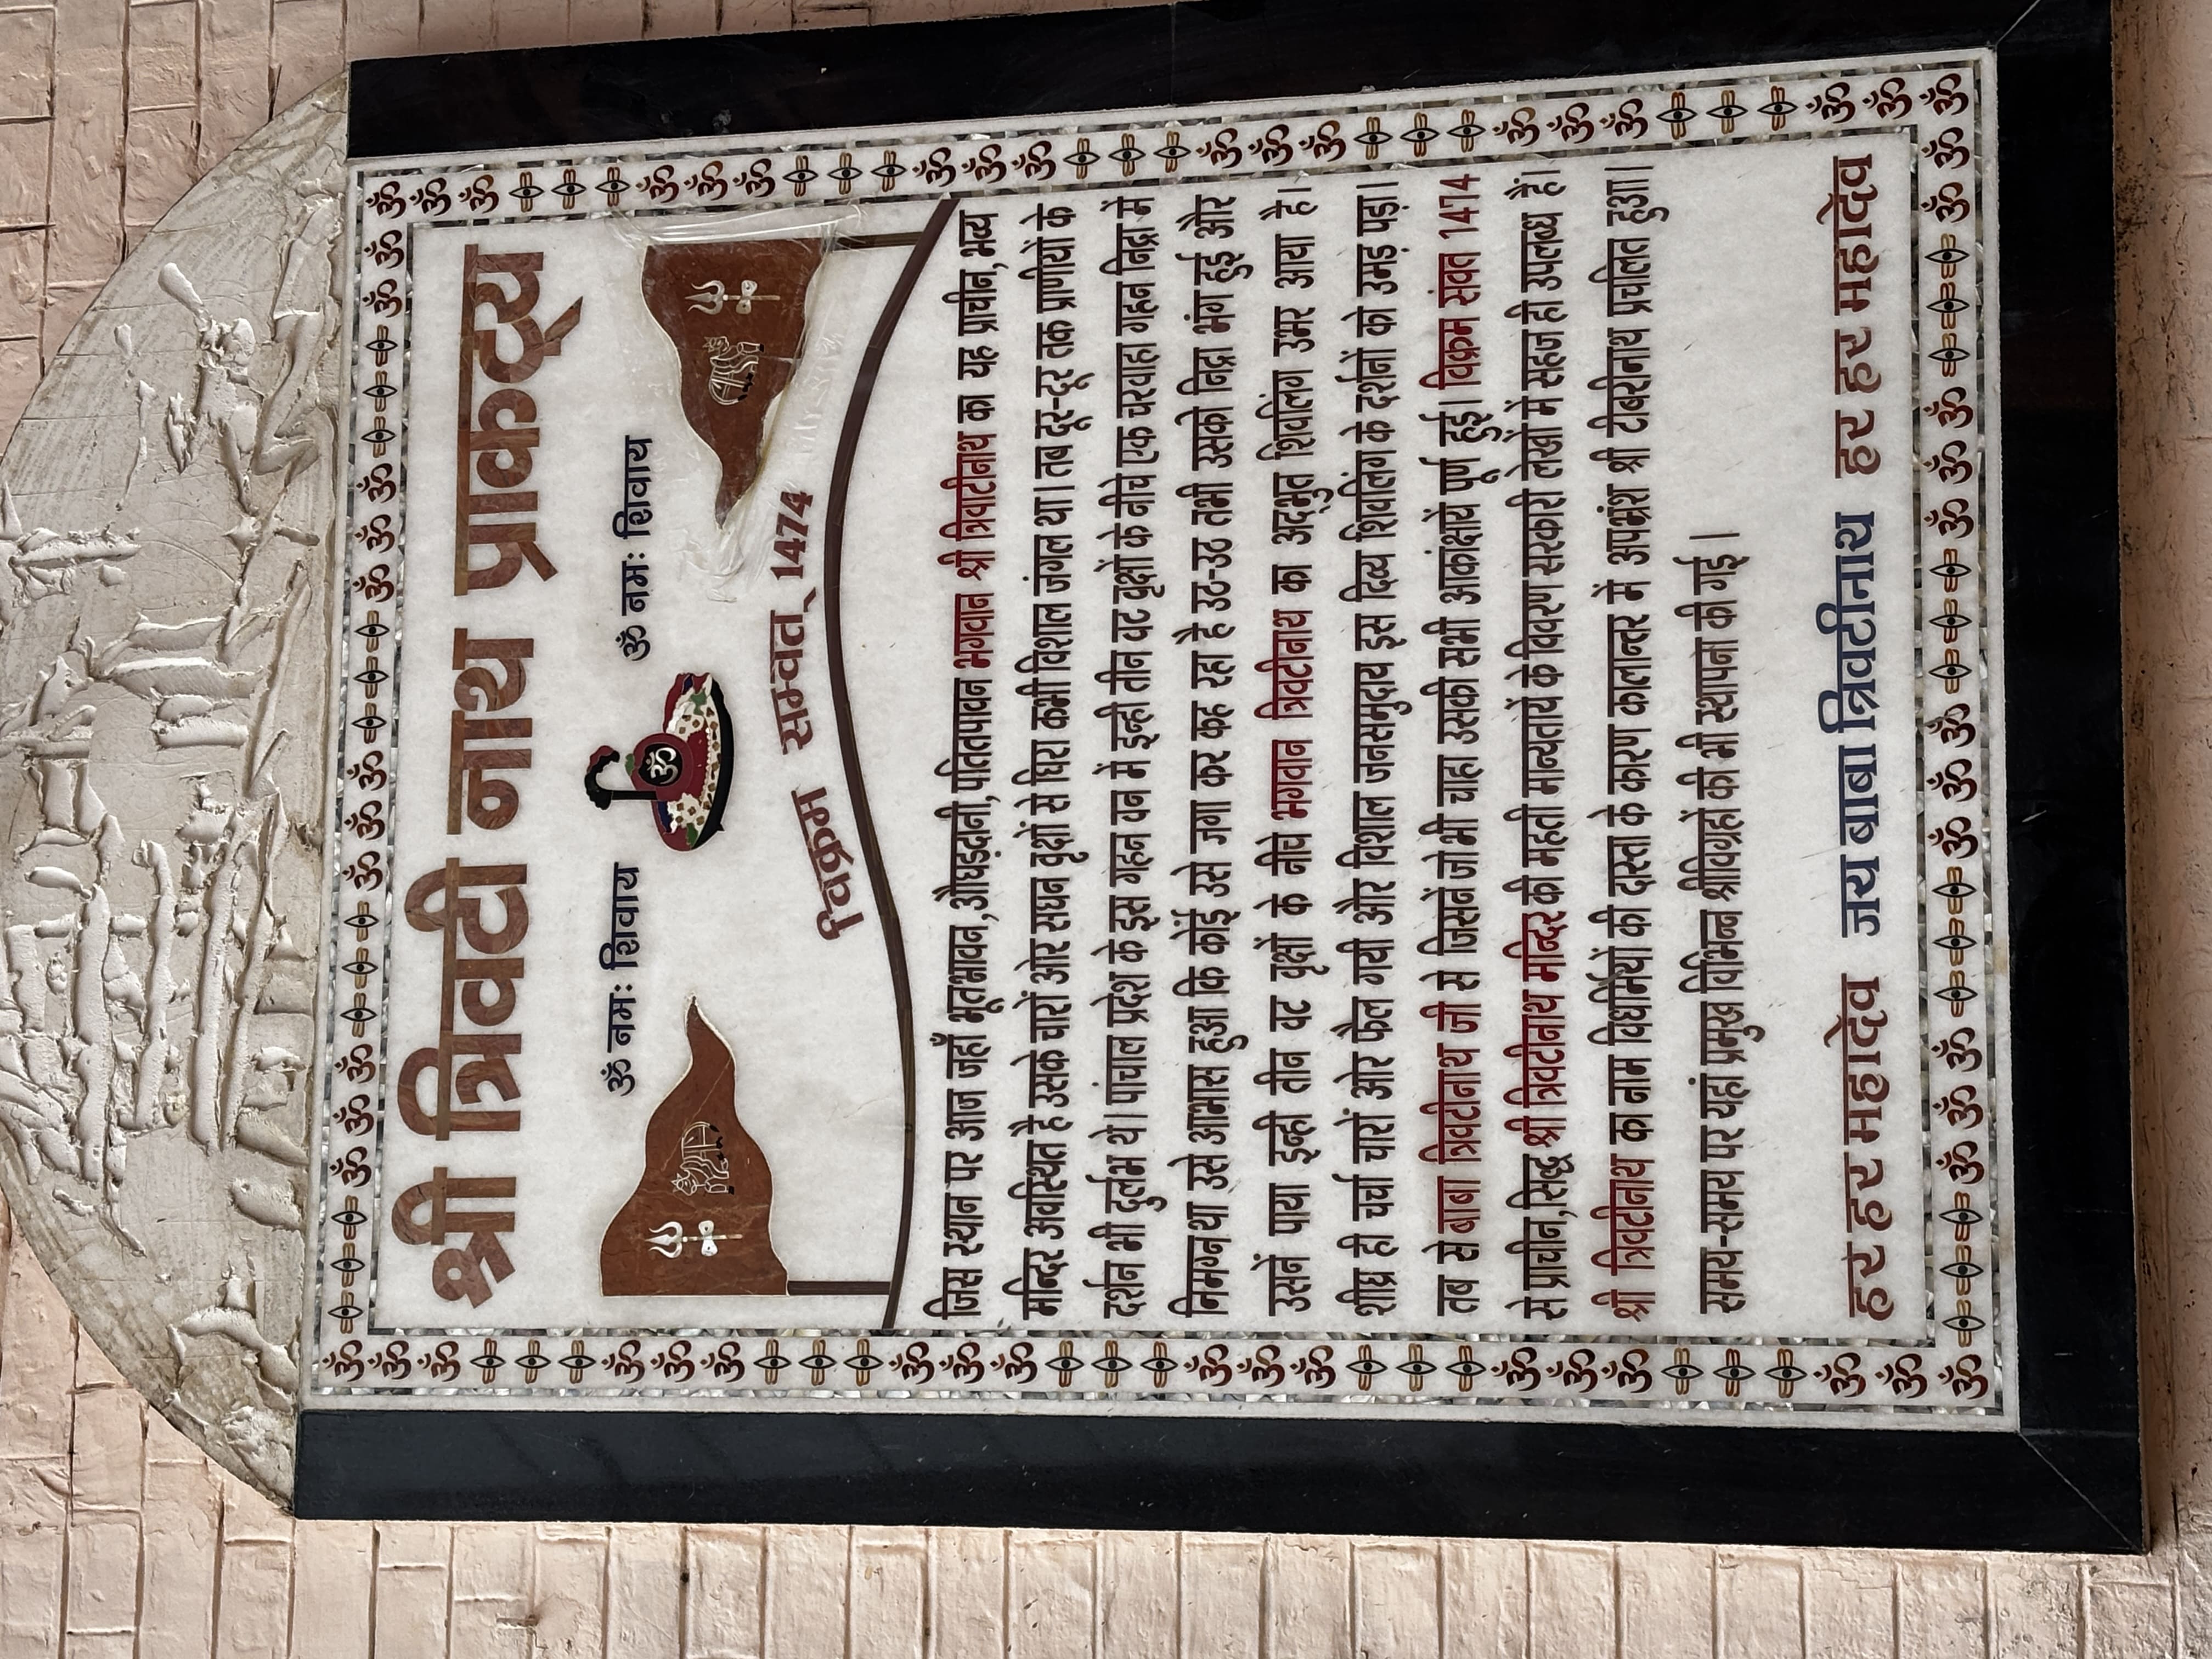 श्री त्रिवटी नाथ प्राकट्य
ॐ नमः शिवाय ॐ नमः शिवाय
ॐ
विक्रम सम्वत् 1474
जिस स्थान पर आज जहाँ भूतभावन, औघड़दानी, पतितपावन भगवान श्री त्रिवटीनाथ का यह प्राचीन, भव्य
मन्दिर अवस्थित है उसके चारों ओर सघन वृक्षों से घिरा कभी विशाल जंगल था। तब दूर-दूर तक प्राणीयों के
दर्शन भी दुर्लभ थे। पांचाल प्रदेश के इस गहन वन में इन्ही तीन वट वृक्षों के नीचे एक चरवाहा गहन निद्रा में
निमग्न था उसे आभास हुआ कि कोई उसे जगा कर कह रहा है उठ-उठ तभी उसकी निद्रा भंग हुई और
उसनें पाया इन्ही तीन वट वृक्षों के नीचे भगवान त्रिवटीनाथ का अदभुत शिवलिंग उभर आया है।
शीघ्र ही चर्चा चारों ओर फैल गयी और विशाल जनसमुदाय इस दिव्य शिवलिंग के दर्शनों को उमड़ पड़ा।
तब से बाबा त्रिवटीनाथ जी से जिसनें जो भी चाहा उसकी सभी आकांक्षायें पूर्ण हुई। विक्रम संवत 1474
से प्राचीन, सिद्ध श्री त्रिवटीनाथ मन्दिर की महती मान्यतायें के विवरण सरकारी लेखों में सहज ही उपलब्ध हैं।
श्री त्रिवटीनाथ का नाम विधर्मियों की दास्ता के कारण कालान्तर में अपभ्रंश श्री टीबरीनाथ प्रचलित हुआ।
समय-समय पर यहां प्रमुख विभिन्न श्रीविग्रहों की भी स्थापना की गई।
हर हर महादेव जय बाबा त्रिवटीनाथ हर हर महादेव